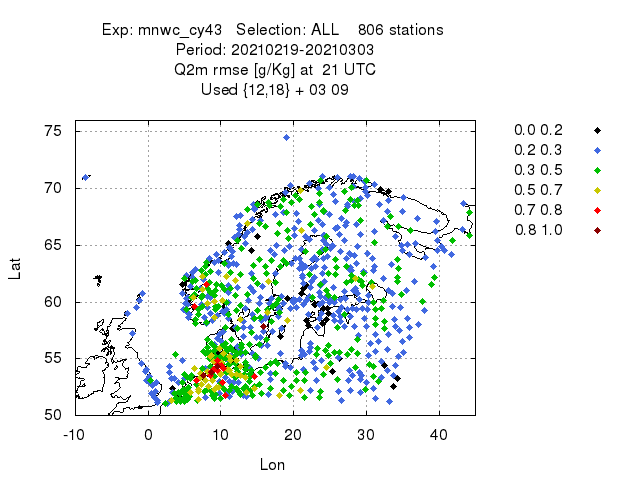 Exp: mnwc_cy43   Selection: ALL    806 stations
Period: 20210219-20210303
Q2m rmse [g/Kg] at  21 UTC
Used {12,18} + 03 09
0.0 0.2
0.2 0.3
0.3 0.5
0.5 0.7
0.7 0.8
0.8 1.0
75
70
65
60
55
50
Lat
-10 0 10 20 30 40
Lon